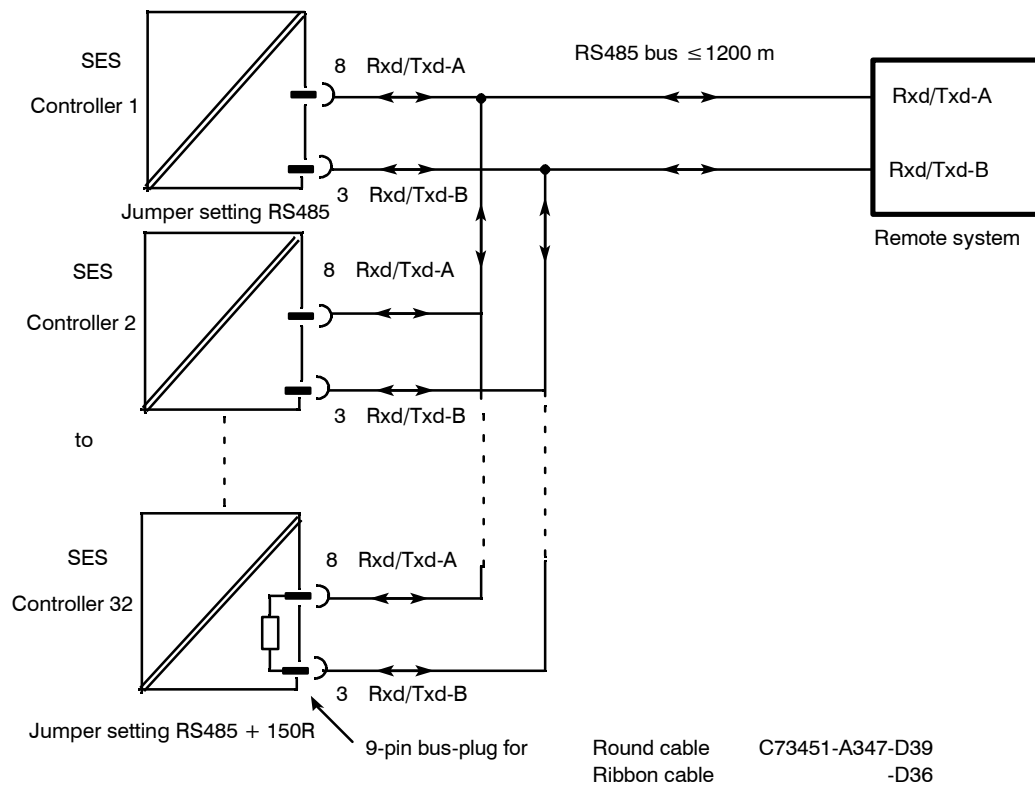 SES
Controller 1
8 Rxd/Txd-A
3 Rxd/Txd-B
Jumper setting RS485
RS485 bus ≤1200 m
Rxd/Txd-A
Rxd/Txd-B
Remote system
SES
Controller 2
8 Rxd/Txd-A
3 Rxd/Txd-B
to
SES
Controller 32
8 Rxd/Txd-A
3 Rxd/Txd-B
Jumper setting RS485 + 150R
9-pin bus-plug for
Round cable C73451-A347-D39
Ribbon cable -D36